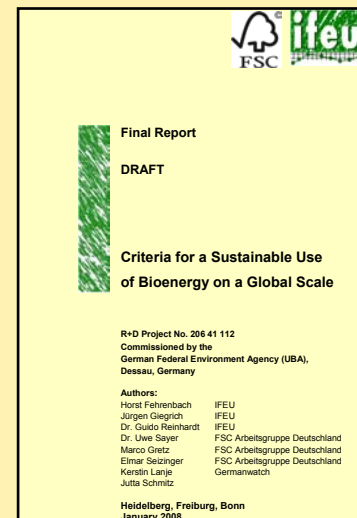 FSC
ifeu
Final Report
DRAFT
Criteria for a Sustainable Use
of Bioenergy on a Global Scale
R+D Project No. 206 41 112
Commissioned by the
German Federal Environment Agency (UBA),
Dessau, Germany
Authors:
Horst Fehrenbach IFEU
Jürgen Giegrich IFEU
Dr. Guido Reinhardt IFEU
Dr. Uwe Sayer FSC Arbeitsgruppe Deutschland
Marco Gretz FSC Arbeitsgruppe Deutschland
Elmar Seizinger FSC Arbeitsgruppe Deutschland
Kerstin Lanje Germanwatch
Jutta Schmitz
Heidelberg, Freiburg, Bonn
January 2008